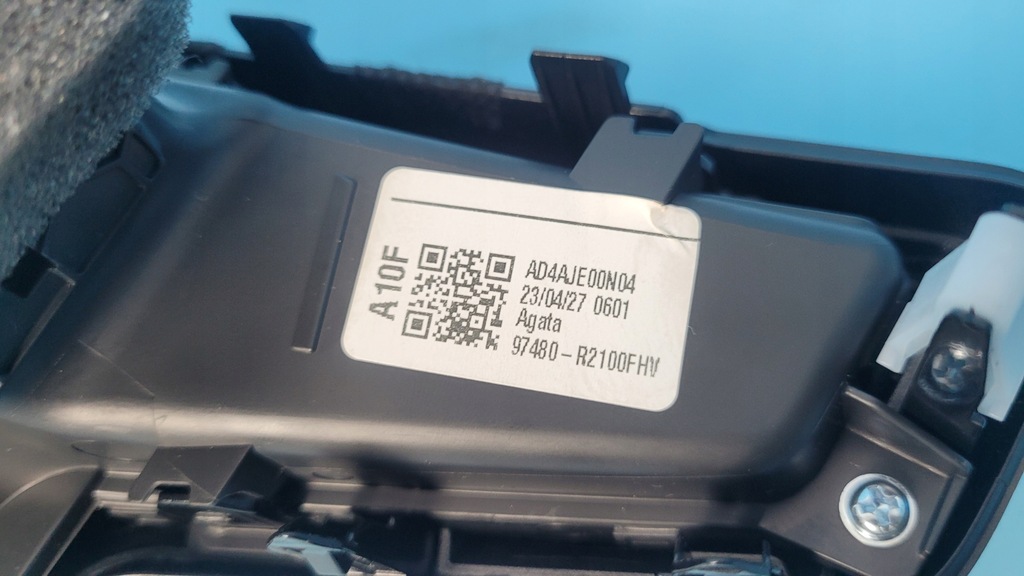 A10F
AD4AJE00N04
23/04/27 0601
Agata
97480-R2100FHV